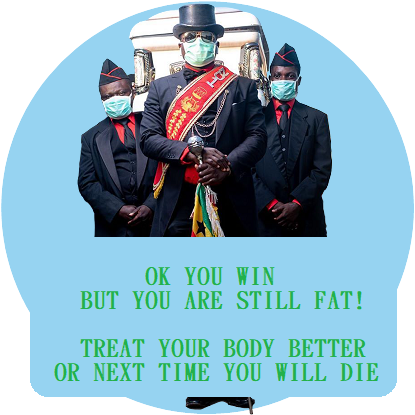 OK YOU WIN
BUT YOU ARE STILL FAT!
TREAT YOUR BODY BETTER
OR NEXT TIME YOU WILL DIE